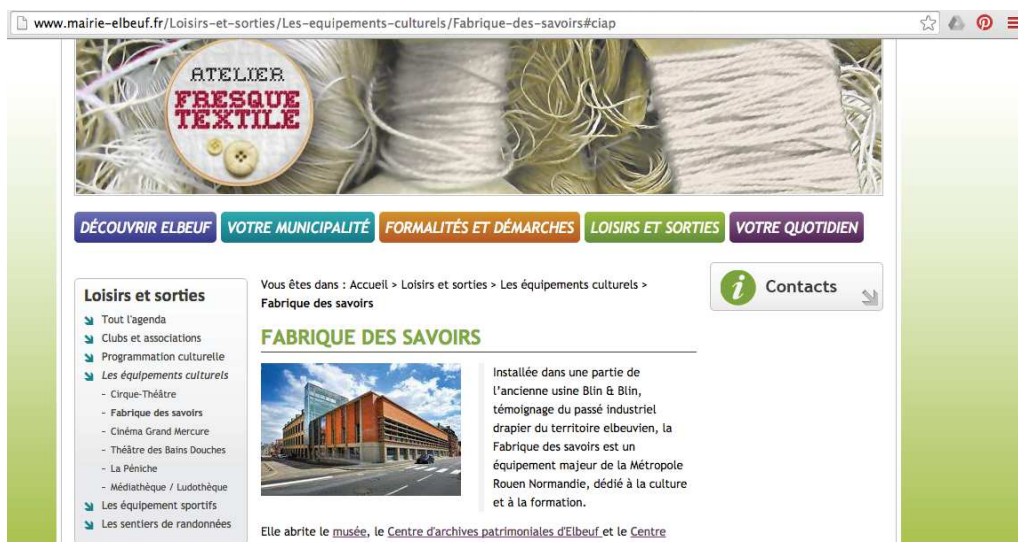 www.mairie-elbeuf.fr/Loisirs-et-sorties/Les-equipements-culturels/Fabrique-des-savoirs#ciap
ATELIER
FRESQUE
TEXTILE
DÉCOUVRIR ELBEUF
VOTRE MUNICIPALITÉ
FORMALITÉS ET DÉMARCHES
LOISIRS ET SORTIES
VOTRE QUOTIDIEN
Loisirs et sorties
Tout l'agenda
Clubs et associations
Programmation culturelle
Les équipements culturels
- Cirque-Théâtre
- Fabrique des savoirs
- Cinéma Grand Mercure
- Théâtre des Bains Douches
- La Péniche
- Médiathèque / Ludothèque
Les équipement sportifs
Les sentiers de randonnées
Vous êtes dans : Accueil > Loisirs et sorties > Les équipements culturels >
Fabrique des savoirs
FABRIQUE DES SAVOIRS
Installée dans une partie de
l'ancienne usine Blin & Blin,
témoignage du passé industriel
drapier du territoire elbeuvien, la
Fabrique des savoirs est un
équipement majeur de la Métropole
Rouen Normandie, dédié à la culture
et à la formation.
Elle abrite le musée, le Centre d'archives patrimoniales d'Elbeuf et le Centre
Contacts